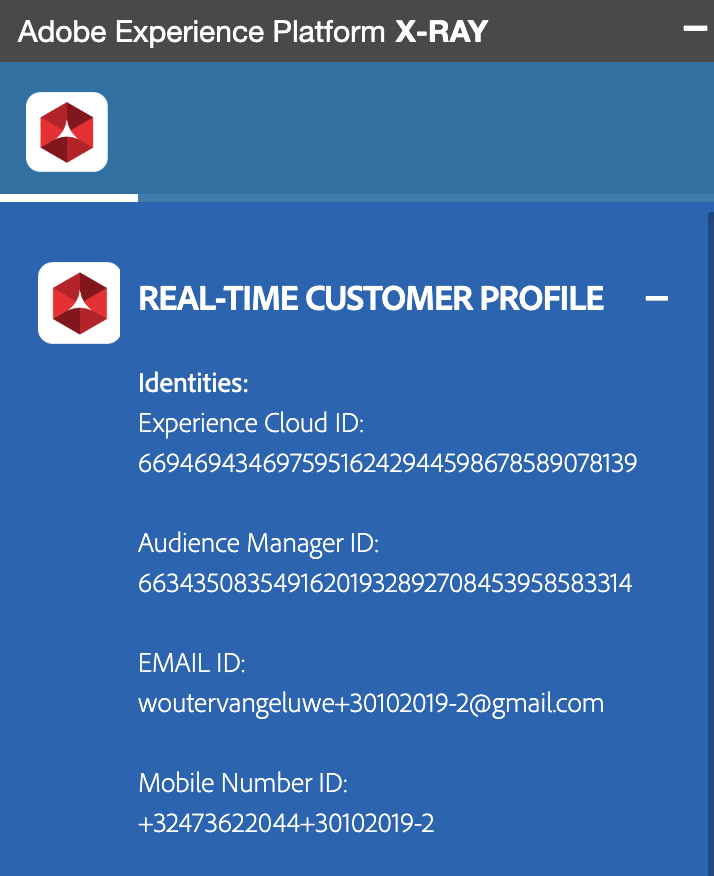 Adobe Experience Platform X-RAY
REAL-TIME CUSTOMER PROFILE
Identities:
Experience Cloud ID:
66946943469759516242944598678589078139
Audience Manager ID:
66343508354916201932892708453958583314
EMAIL ID:
woutervangeluwe+30102019-2@gmail.com
Mobile Number ID:
+32473622044+30102019-2